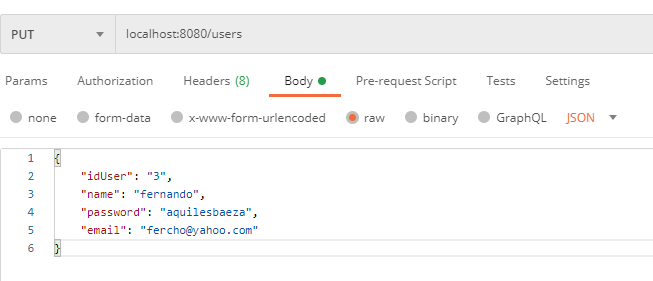 PUT localhost:8080/users
Params Authorization Headers (8) Body Pre-request Script Tests Settings
none form-data x-www-form-urlencoded raw binary GraphQL JSON
1 {
2 "idUser": "3",
3 "name": "fernando",
4 "password": "aquilesbaeza",
5 "email": "fercho@yahoo.com"
6 }